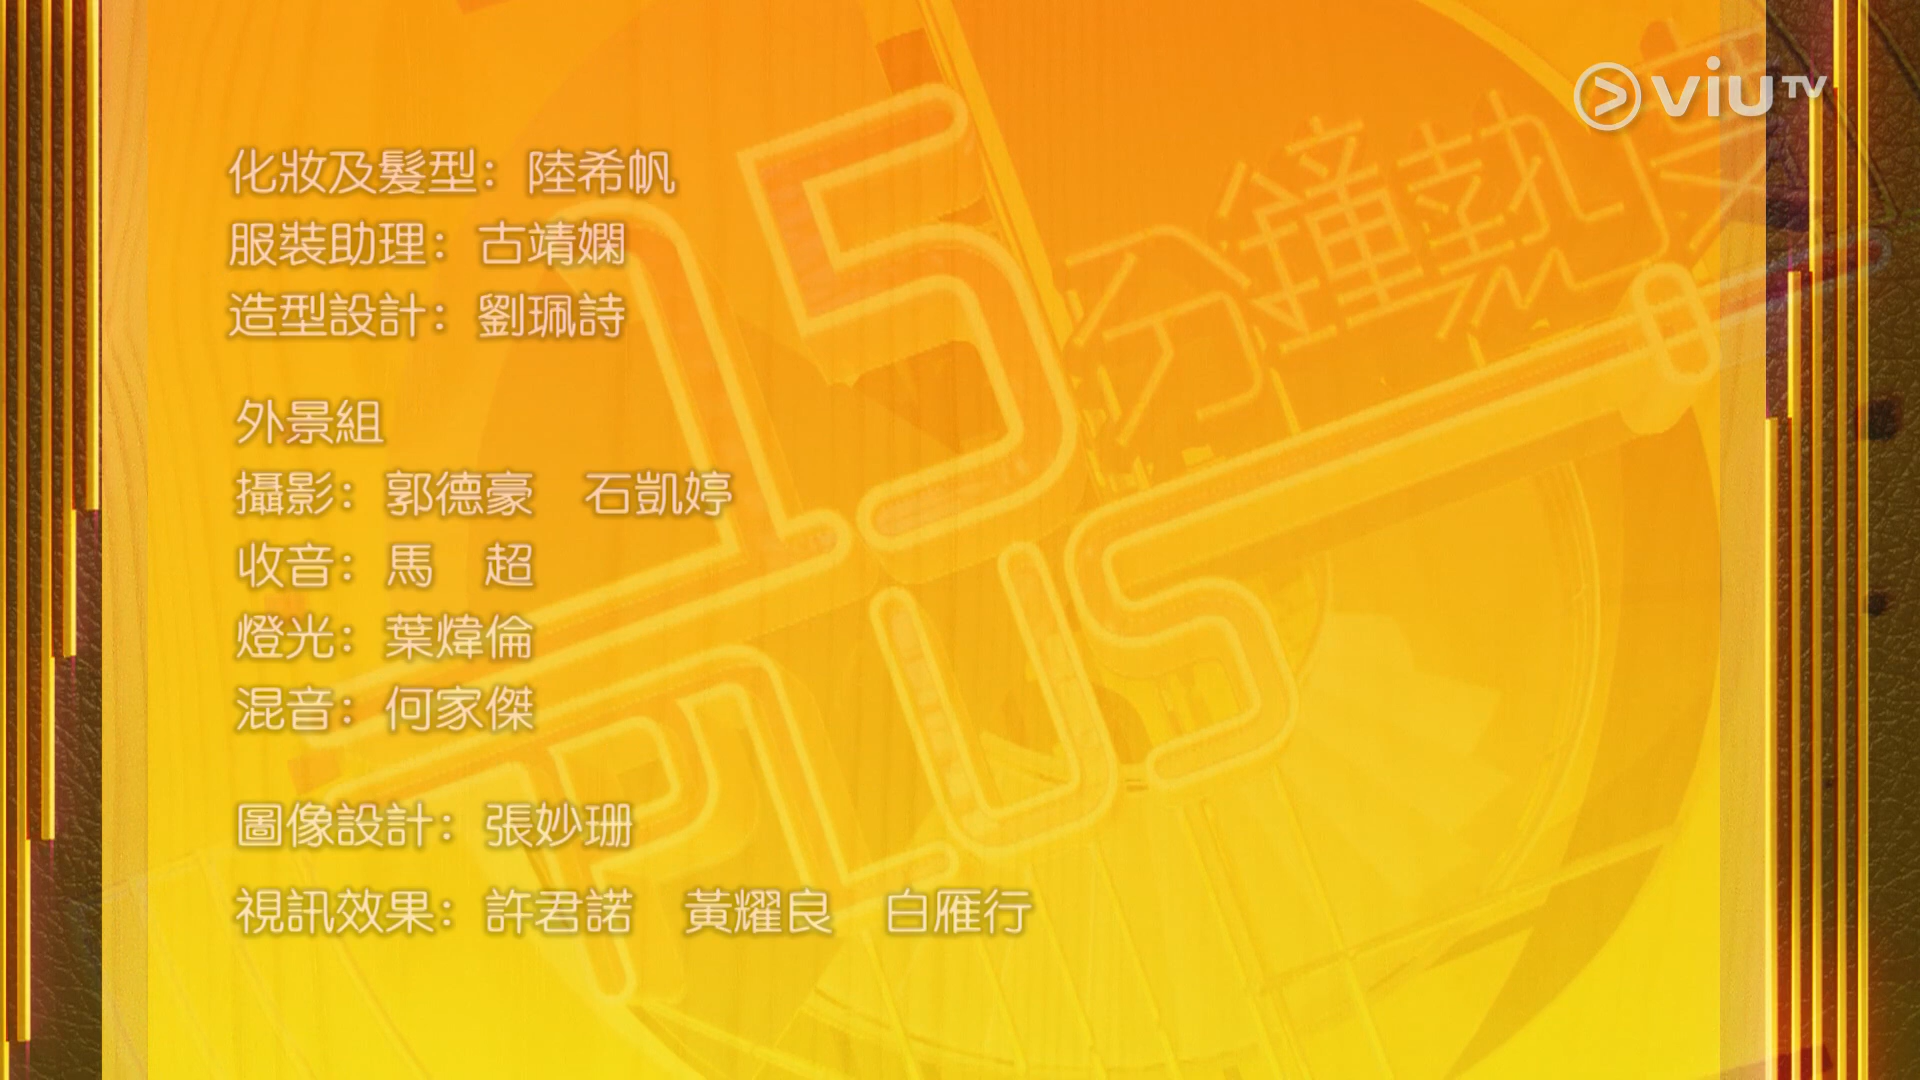 viuTV
15分鐘熱度
PLUS
化妝及髮型：陸希帆
服裝助理：古靖嫻
造型設計：劉珮詩
外景組
攝影：郭德豪　石凱婷
收音：馬　超
燈光：葉煒倫
混音：何家傑
圖像設計：張妙珊
視訊效果：許君諾　黃耀良　白雁行